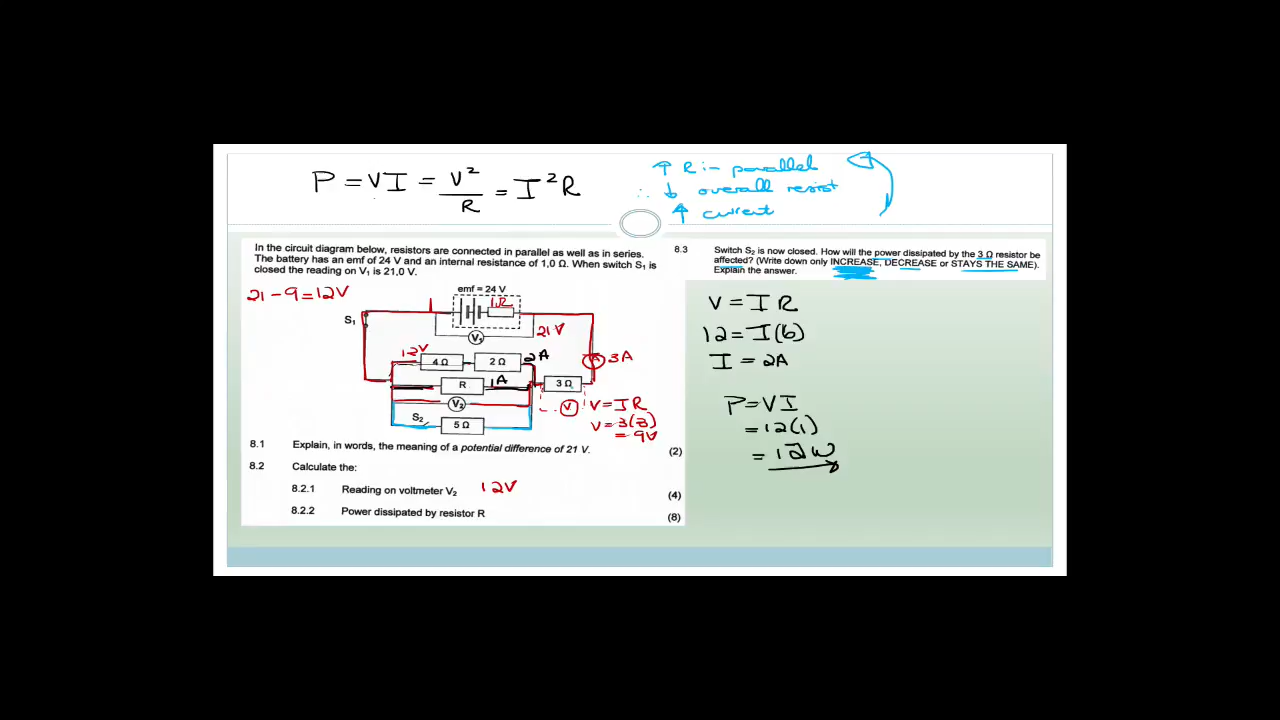 P = VI = V²/R = I²R
↑ R in parallel
∴ ↓ overall resist
↑ current
In the circuit diagram below, resistors are connected in parallel as well as in series.
The battery has an emf of 24 V and an internal resistance of 1,0 Ω. When switch S₁ is
closed the reading on V₁ is 21,0 V.
21 - 9 = 12V
emf = 24 V
1Ω
S₁
V₁
21V
12V
4 Ω
2 Ω
2A
A
3A
R
1A
3 Ω
V₂
V
V = IR
V = 3(3)
= 9V
S₂
5 Ω
8.1 Explain, in words, the meaning of a potential difference of 21 V. (2)
8.2 Calculate the:
8.2.1 Reading on voltmeter V₂ 12V (4)
8.2.2 Power dissipated by resistor R (8)
8.3 Switch S₂ is now closed. How will the power dissipated by the 3 Ω resistor be
affected? (Write down only INCREASE, DECREASE or STAYS THE SAME).
Explain the answer.
V = IR
12 = I(6)
I = 2A
P = VI
= 12(1)
= 12W